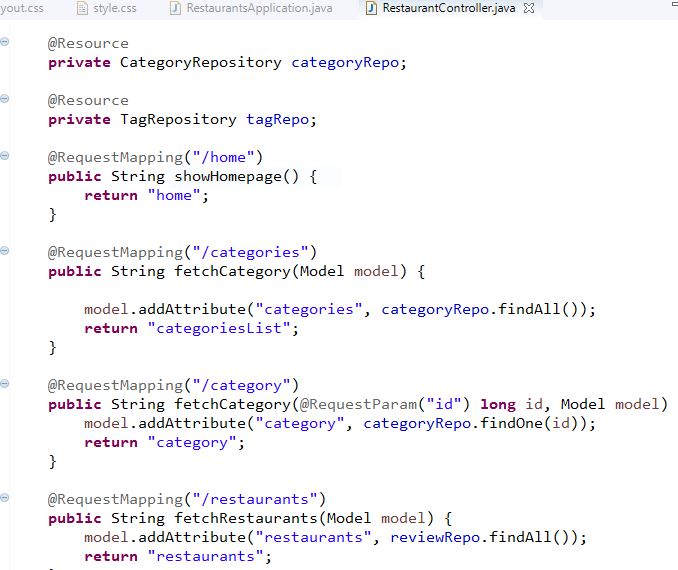 yout.css style.css RestaurantsApplication.java RestaurantController.java
@Resource
private CategoryRepository categoryRepo;
@Resource
private TagRepository tagRepo;
@RequestMapping("/home")
public String showHomepage() {
return "home";
}
@RequestMapping("/categories")
public String fetchCategory(Model model) {
model.addAttribute("categories", categoryRepo.findAll());
return "categoriesList";
}
@RequestMapping("/category")
public String fetchCategory(@RequestParam("id") long id, Model model)
model.addAttribute("category", categoryRepo.findOne(id));
return "category";
}
@RequestMapping("/restaurants")
public String fetchRestaurants(Model model) {
model.addAttribute("restaurants", reviewRepo.findAll());
return "restaurants";